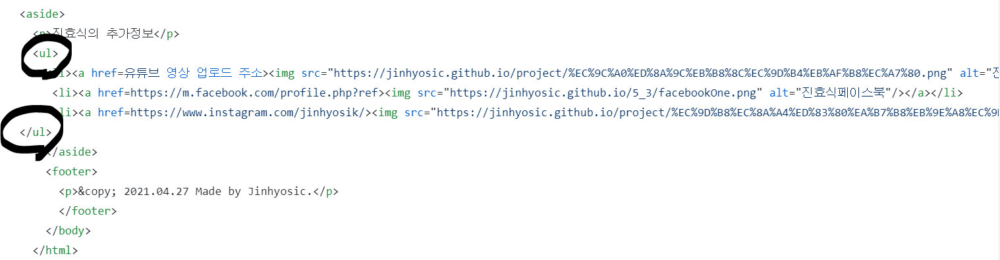 <aside>
<p>진효식의 추가정보</p>
<ul>
<li><a href=유튜브 영상 업로드 주소><img src="https://jinhyosic.github.io/project/%EC%9C%A0%ED%8A%9C%EB%B8%8C%EC%9D%B4%EB%AF%B8%EC%A7%80.png" alt="진
<li><a href=https://m.facebook.com/profile.php?ref><img src="https://jinhyosic.github.io/5_3/facebookOne.png" alt="진효식페이스북"/></a></li>
<li><a href=https://www.instagram.com/jinhyosik/><img src="https://jinhyosic.github.io/project/%EC%9D%B8%EC%8A%A4%ED%83%80%EA%B7%B8%EB%9E%A8%EC%9
</ul>
</aside>
<footer>
<p>&copy; 2021.04.27 Made by Jinhyosic.</p>
</footer>
</body>
</html>